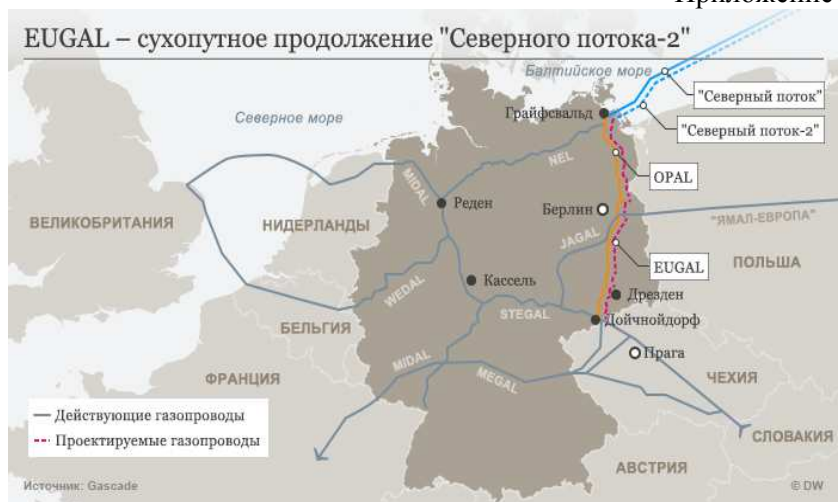 Приложение
EUGAL – сухопутное продолжение "Северного потока-2"
Балтийское море
"Северный поток"
Северное море
Грайфсвальд
"Северный поток-2"
NEL
OPAL
MIDAL
Реден
Берлин
ВЕЛИКОБРИТАНИЯ
НИДЕРЛАНДЫ
"ЯМАЛ-ЕВРОПА"
JAGAL
EUGAL
ПОЛЬША
Кассель
WEDAL
Дрезден
STEGAL
Дойчнойдорф
БЕЛЬГИЯ
Прага
MIDAL
MEGAL
ФРАНЦИЯ
ЧЕХИЯ
Действующие газопроводы
Проектируемые газопроводы
СЛОВАКИЯ
АВСТРИЯ
Источник: Gascade
© DW